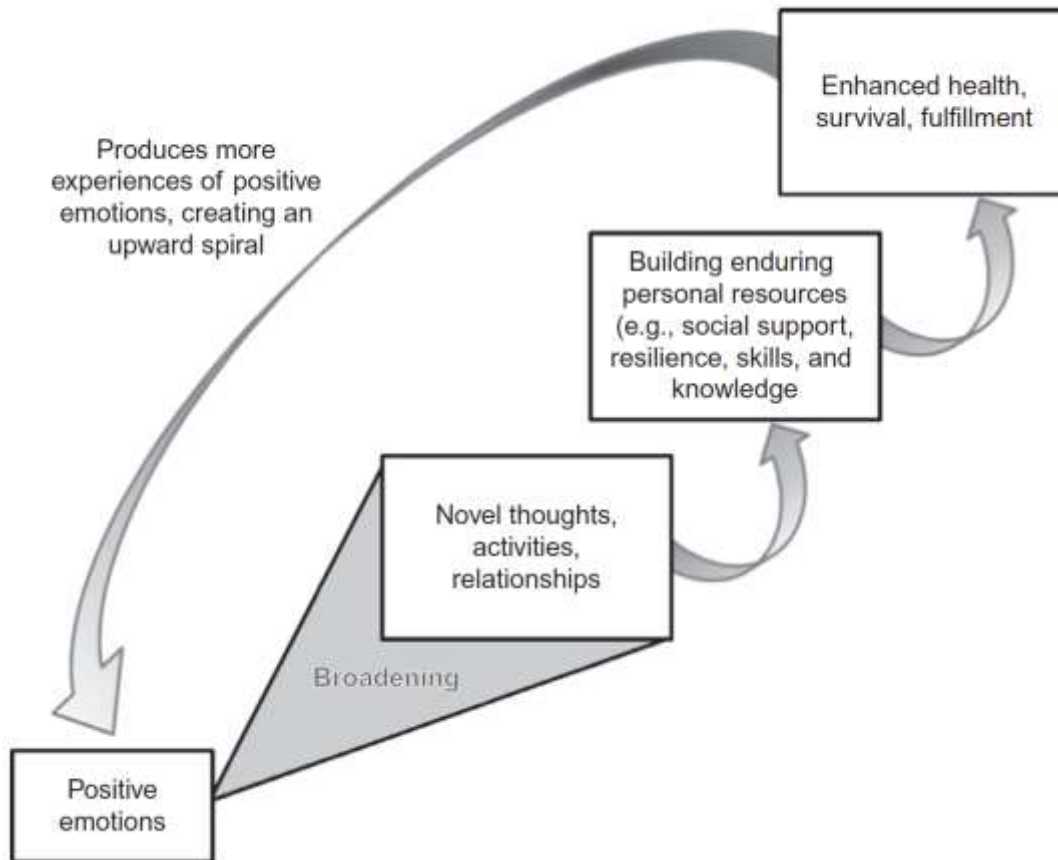 Enhanced health,
survival, fulfillment
Produces more
experiences of positive
emotions, creating an
upward spiral
Building enduring
personal resources
(e.g., social support,
resilience, skills, and
knowledge
Novel thoughts,
activities,
relationships
Broadening
Positive
emotions